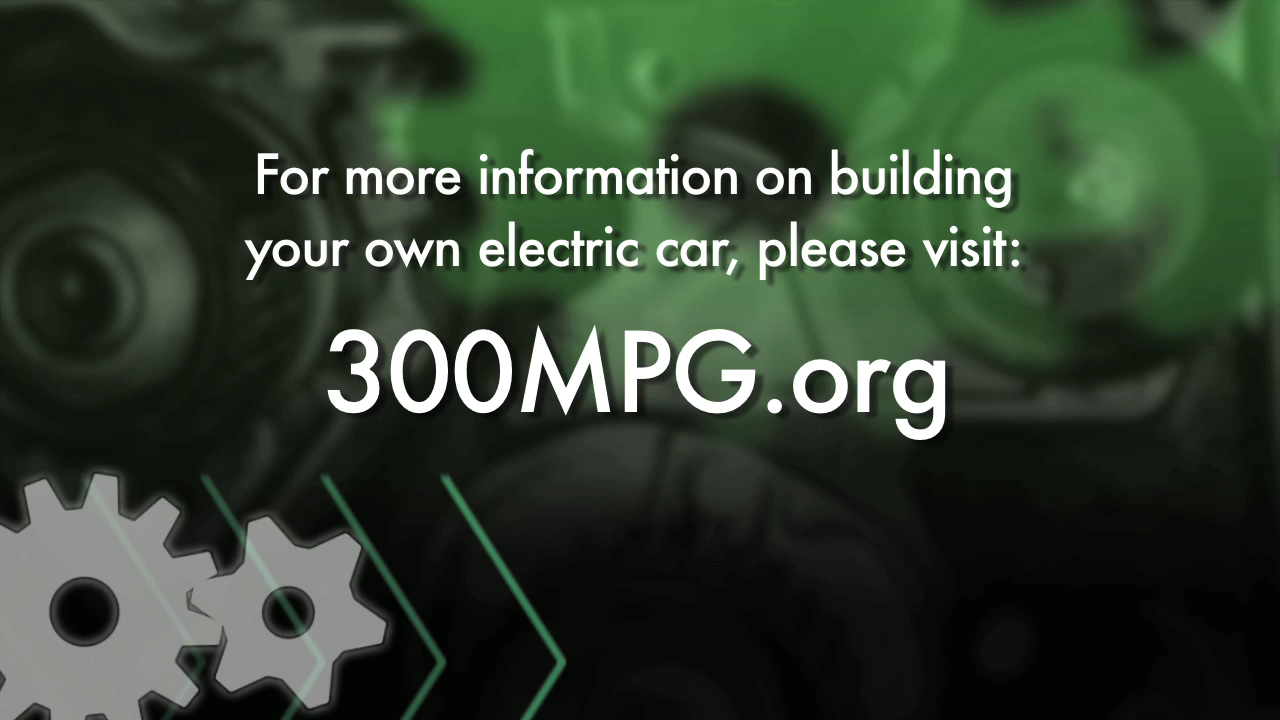 For more information on building
your own electric car, please visit:
300MPG.org